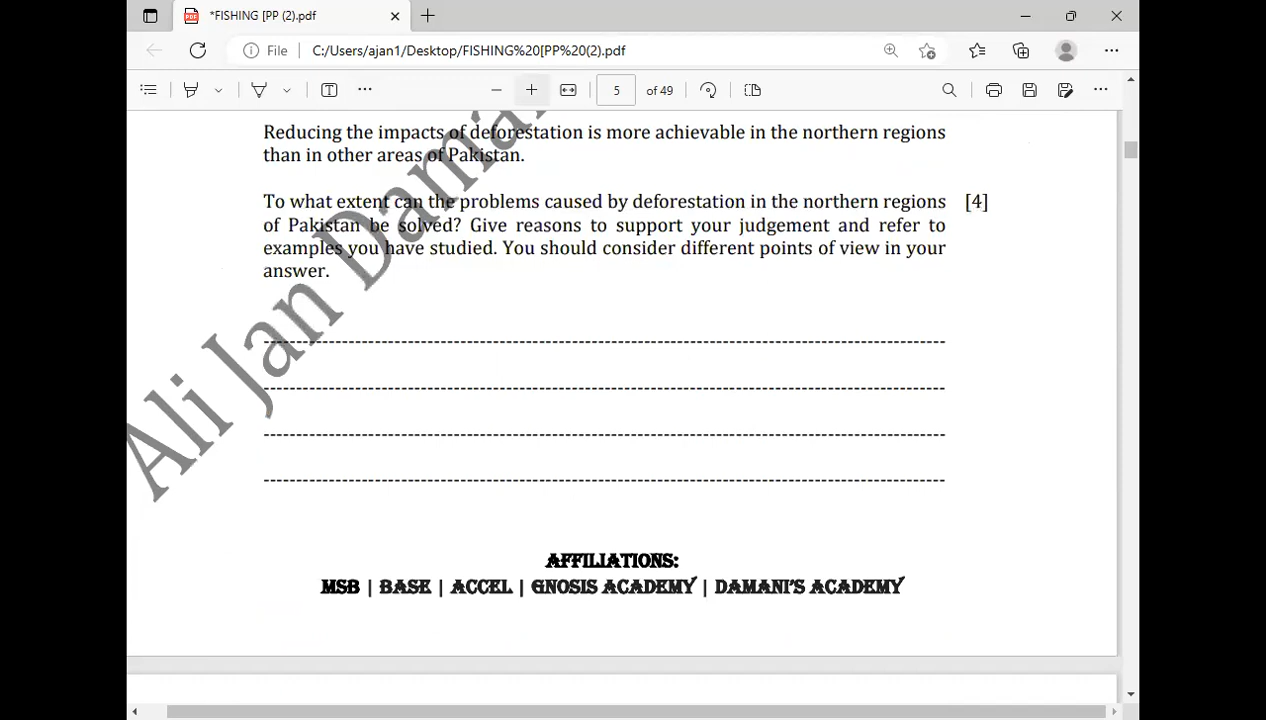 *FISHING [PP (2).pdf
File C:/Users/ajan1/Desktop/FISHING%20[PP%20(2).pdf
5 of 49
Reducing the impacts of deforestation is more achievable in the northern regions
than in other areas of Pakistan.
To what extent can the problems caused by deforestation in the northern regions [4]
of Pakistan be solved? Give reasons to support your judgement and refer to
examples you have studied. You should consider different points of view in your
answer.
Ali Jan Damani
AFFILIATIONS:
MSB | BASE | ACCEL | GNOSIS ACADEMY | DAMANI'S ACADEMY